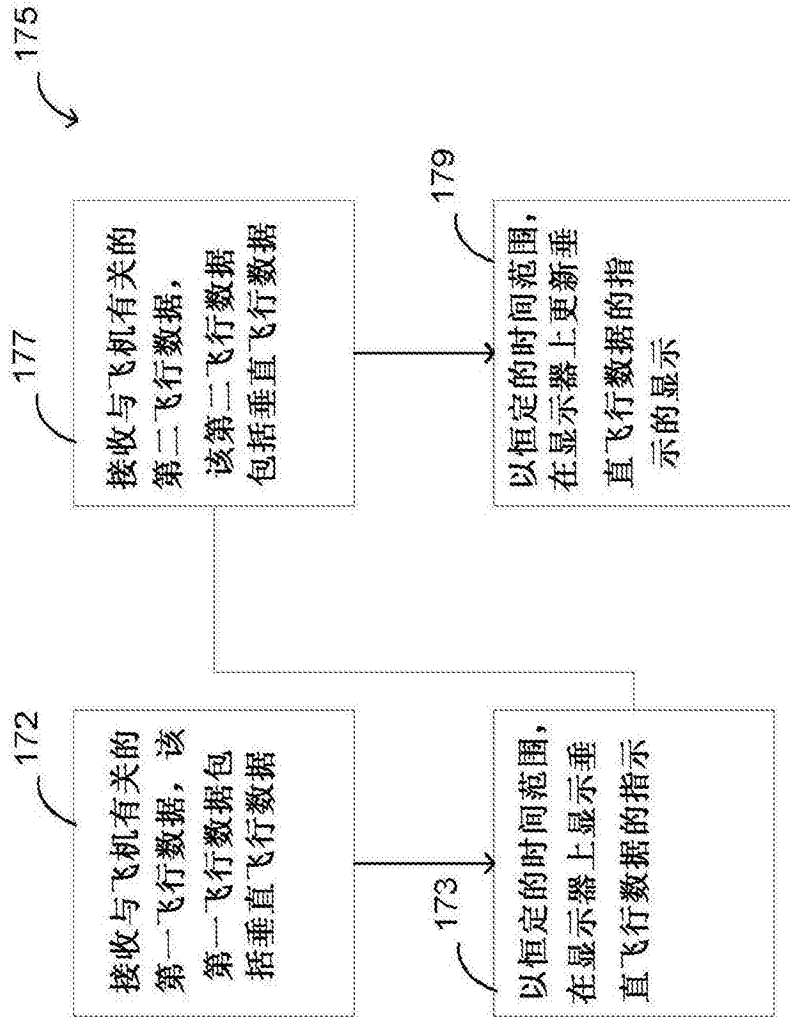 175
172
接收与飞机有关的
第一飞行数据，该
第一飞行数据包
括垂直飞行数据
173
以恒定的时间范围，
在显示器上显示垂
直飞行数据的指示
177
接收与飞机有关的
第二飞行数据，
该第二飞行数据
包括垂直飞行数据
179
以恒定的时间范围，
在显示器上更新垂
直飞行数据的指
示的显示